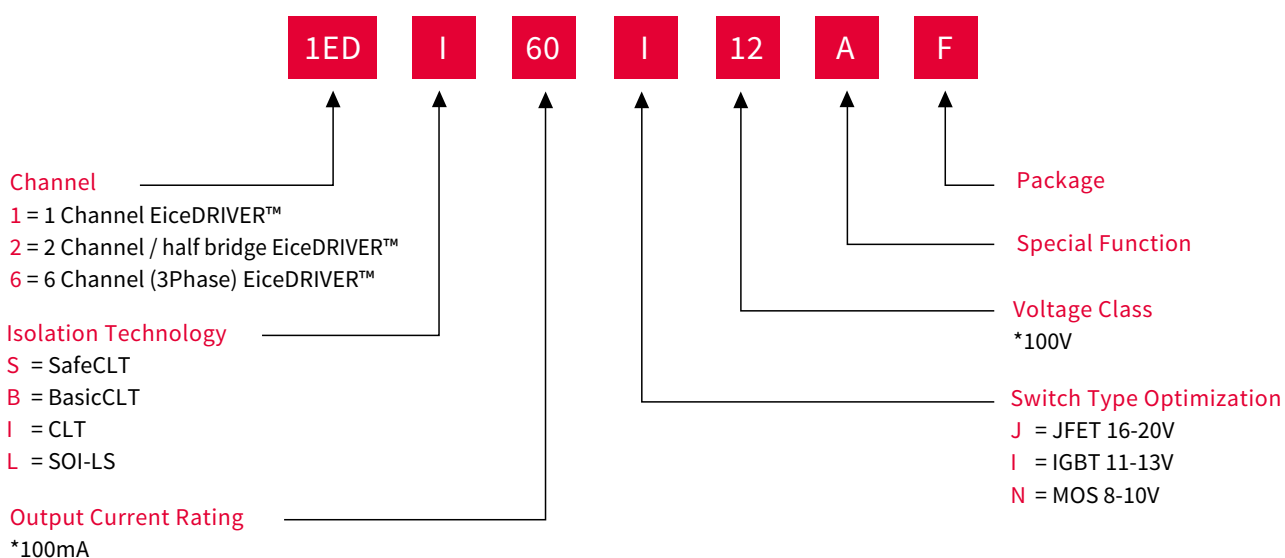 1ED I 60 I 12 A F
Channel
1 = 1 Channel EiceDRIVER™
2 = 2 Channel / half bridge EiceDRIVER™
6 = 6 Channel (3Phase) EiceDRIVER™
Isolation Technology
S = SafeCLT
B = BasicCLT
I = CLT
L = SOI-LS
Output Current Rating
*100mA
Package
Special Function
Voltage Class
*100V
Switch Type Optimization
J = JFET 16-20V
I = IGBT 11-13V
N = MOS 8-10V